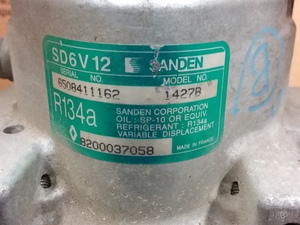 SD6V12 SANDEN
SERIAL NO. MODEL NO.
6508411162 1427B
R134a
SANDEN CORPORATION
OIL: SP-10 OR EQUIV.
REFRIGERANT: R134a
VARIABLE DISPLACEMENT
MADE IN FRANCE
8200037058